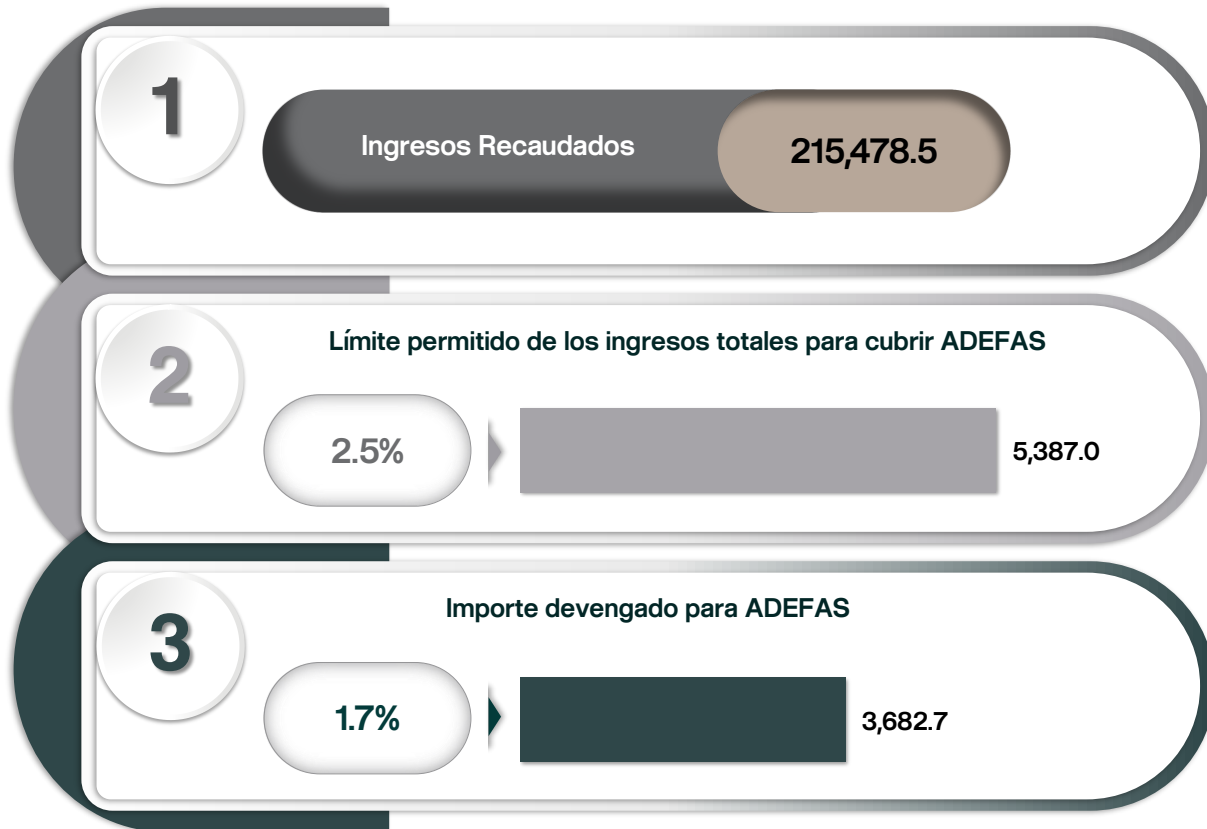 1
Ingresos Recaudados
215,478.5
2
Límite permitido de los ingresos totales para cubrir ADEFAS
2.5%
5,387.0
3
Importe devengado para ADEFAS
1.7%
3,682.7